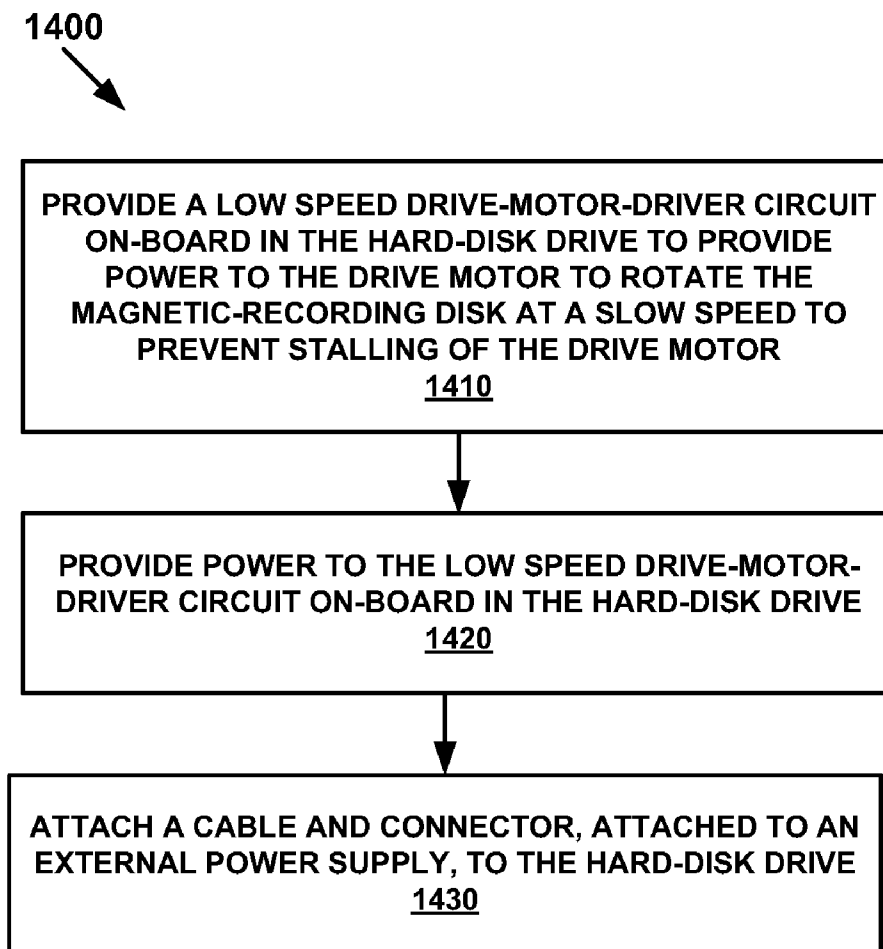 1400
PROVIDE A LOW SPEED DRIVE-MOTOR-DRIVER CIRCUIT
ON-BOARD IN THE HARD-DISK DRIVE TO PROVIDE
POWER TO THE DRIVE MOTOR TO ROTATE THE
MAGNETIC-RECORDING DISK AT A SLOW SPEED TO
PREVENT STALLING OF THE DRIVE MOTOR
1410
PROVIDE POWER TO THE LOW SPEED DRIVE-MOTOR-
DRIVER CIRCUIT ON-BOARD IN THE HARD-DISK DRIVE
1420
ATTACH A CABLE AND CONNECTOR, ATTACHED TO AN
EXTERNAL POWER SUPPLY, TO THE HARD-DISK DRIVE
1430